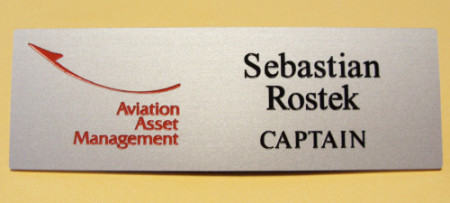 Aviation
Asset
Management
Sebastian
Rostek
CAPTAIN